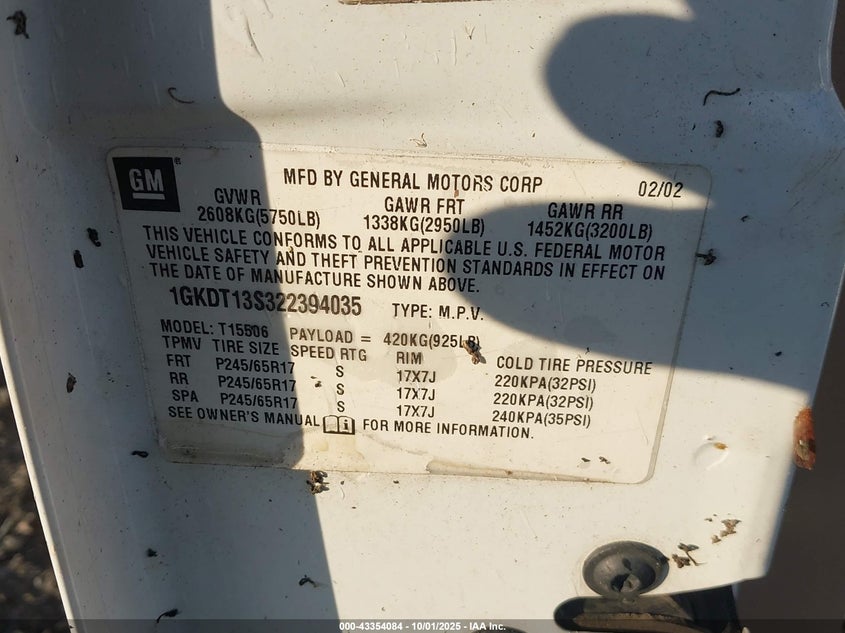 GM ®
MFD BY GENERAL MOTORS CORP 02/02
GVWR GAWR FRT GAWR RR
2608KG(5750LB) 1338KG(2950LB) 1452KG(3200LB)
THIS VEHICLE CONFORMS TO ALL APPLICABLE U.S. FEDERAL MOTOR
VEHICLE SAFETY AND THEFT PREVENTION STANDARDS IN EFFECT ON
THE DATE OF MANUFACTURE SHOWN ABOVE.
1GKDT13S322394035 TYPE: M.P.V.
MODEL: T15506 PAYLOAD = 420KG(925LB)
TPMV TIRE SIZE SPEED RTG RIM COLD TIRE PRESSURE
FRT P245/65R17 S 17X7J 220KPA(32PSI)
RR P245/65R17 S 17X7J 220KPA(32PSI)
SPA P245/65R17 S 17X7J 240KPA(35PSI)
SEE OWNER'S MANUAL FOR MORE INFORMATION.
000-43354084 | 10/01/2025 - IAA Inc.